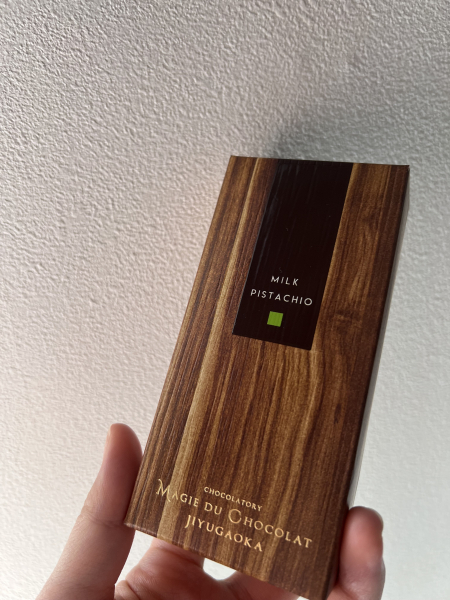 MILK
PISTACHIO
CHOCOLATORY
MAGIE DU CHOCOLAT
JIYUGAOKA